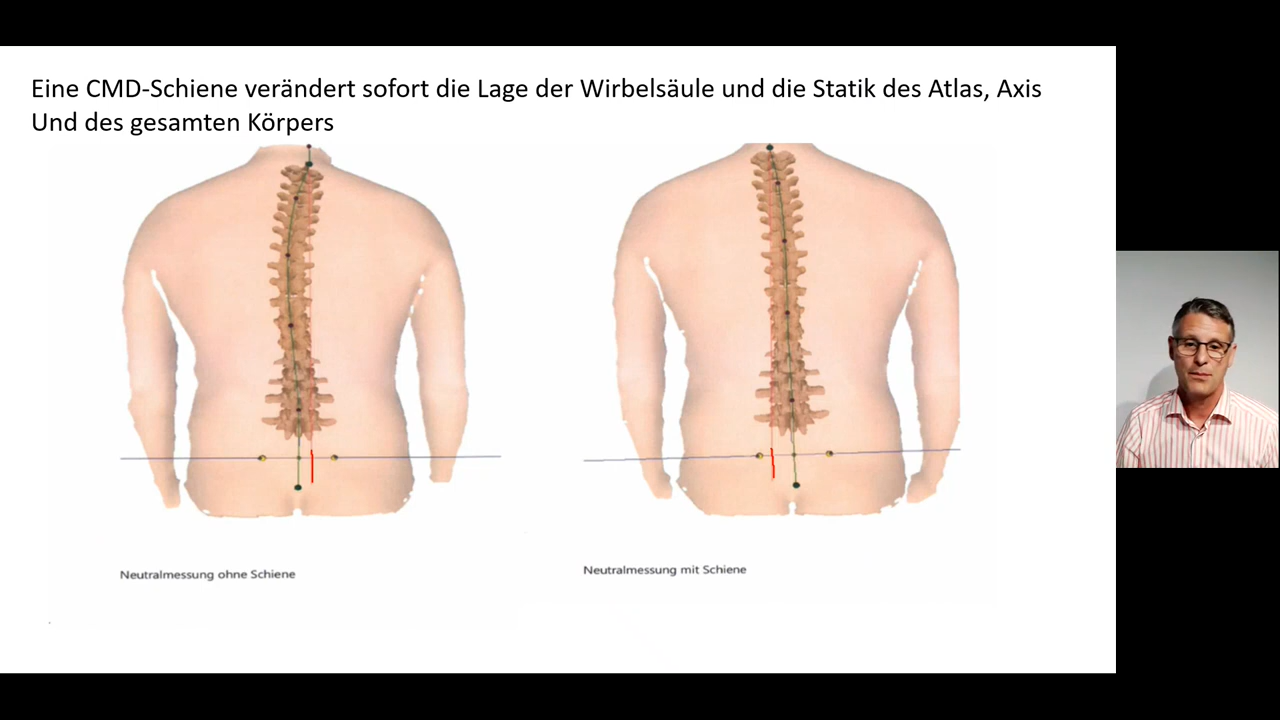 Eine CMD-Schiene verändert sofort die Lage der Wirbelsäule und die Statik des Atlas, Axis
Und des gesamten Körpers
Neutralmessung ohne Schiene
Neutralmessung mit Schiene